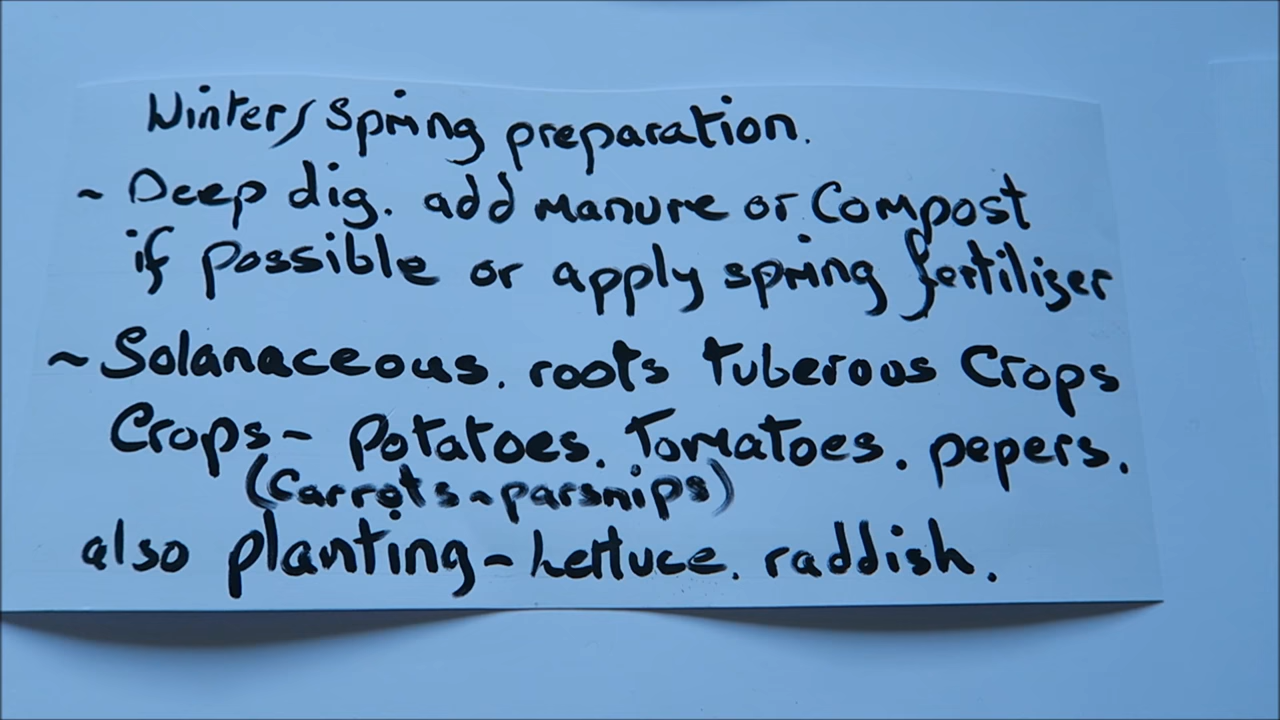 Winter/Spring preparation.
~ Deep dig. add manure or Compost
if possible or apply spring fertilizer
~ Solanaceous. roots tuberous Crops
Crops- Potatoes. Tomatoes. pepers.
(Carrots~parsnips)
also planting - Lettuce. raddish.